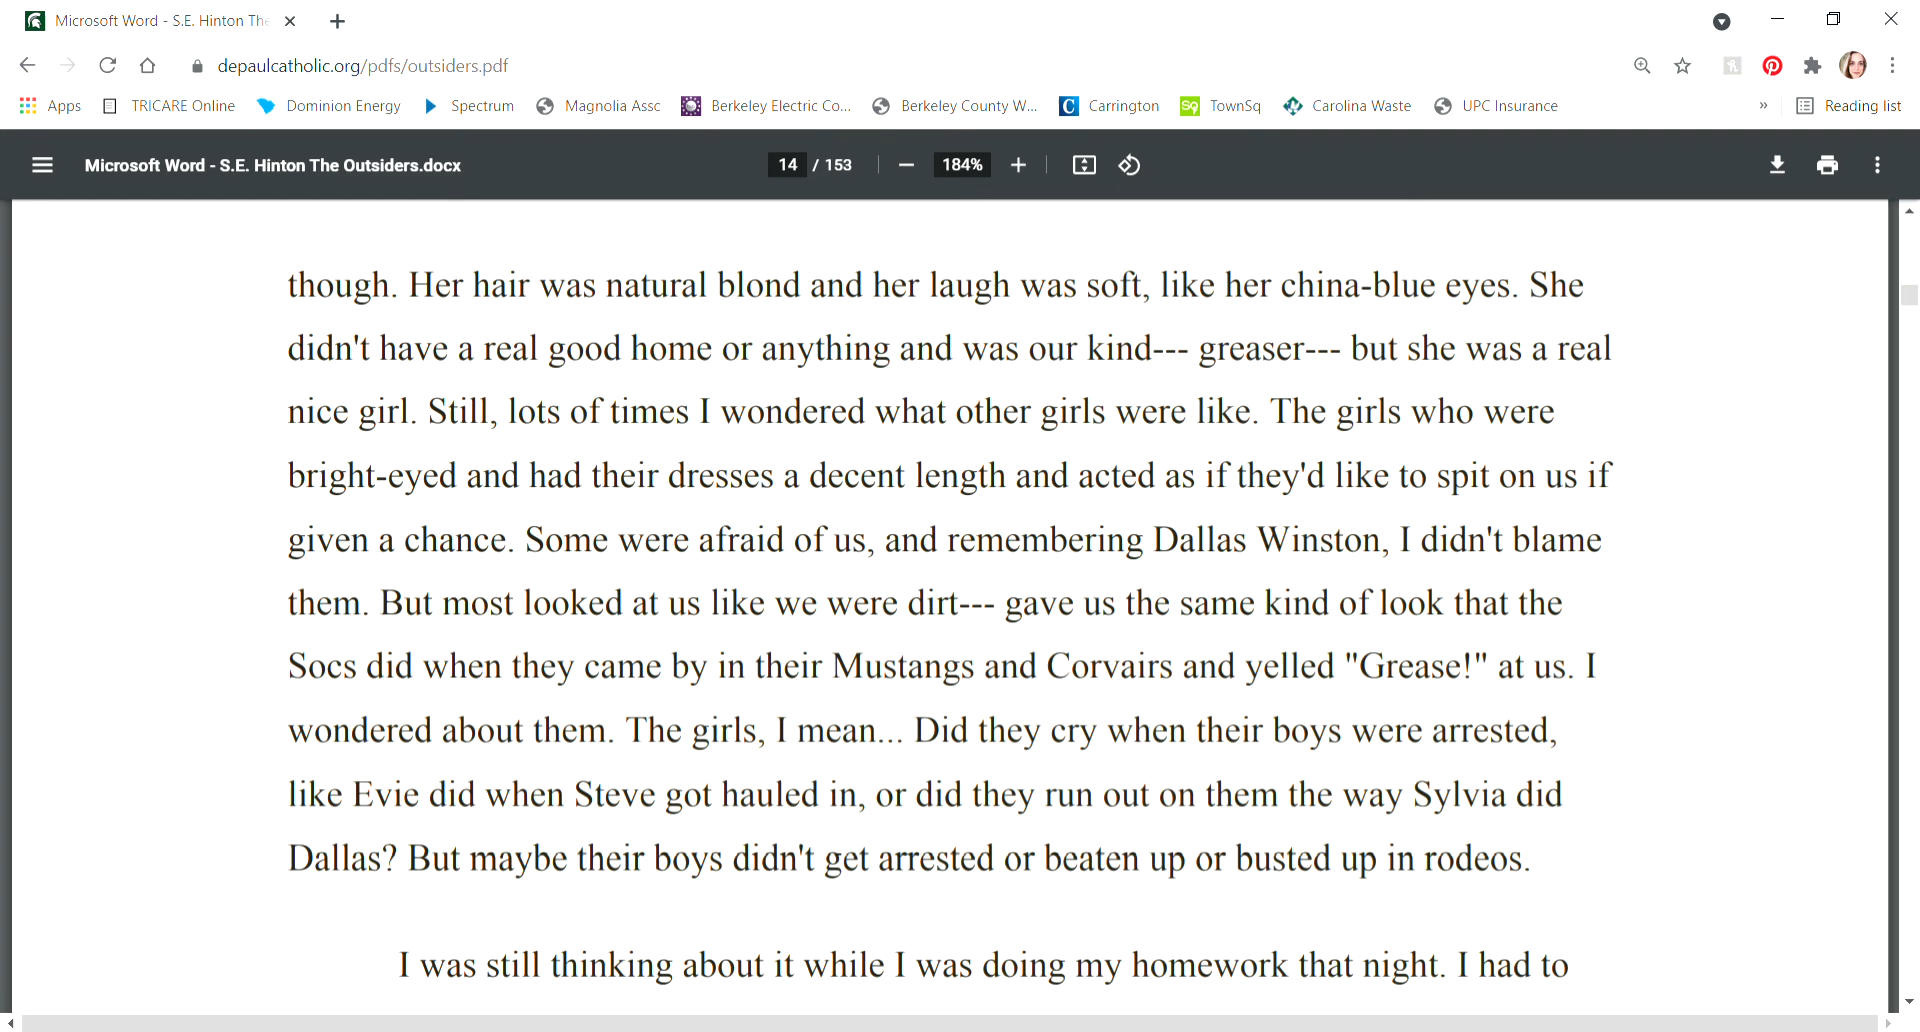 Microsoft Word - S.E. Hinton The
depaulcatholic.org/pdfs/outsiders.pdf
Apps TRICARE Online Dominion Energy Spectrum Magnolia Assc Berkeley Electric Co... Berkeley County W... C Carrington Sq TownSq Carolina Waste UPC Insurance » Reading list
Microsoft Word - S.E. Hinton The Outsiders.docx 14 / 153 184%
though. Her hair was natural blond and her laugh was soft, like her china-blue eyes. She
didn't have a real good home or anything and was our kind--- greaser--- but she was a real
nice girl. Still, lots of times I wondered what other girls were like. The girls who were
bright-eyed and had their dresses a decent length and acted as if they'd like to spit on us if
given a chance. Some were afraid of us, and remembering Dallas Winston, I didn't blame
them. But most looked at us like we were dirt--- gave us the same kind of look that the
Socs did when they came by in their Mustangs and Corvairs and yelled "Grease!" at us. I
wondered about them. The girls, I mean... Did they cry when their boys were arrested,
like Evie did when Steve got hauled in, or did they run out on them the way Sylvia did
Dallas? But maybe their boys didn't get arrested or beaten up or busted up in rodeos.
I was still thinking about it while I was doing my homework that night. I had to